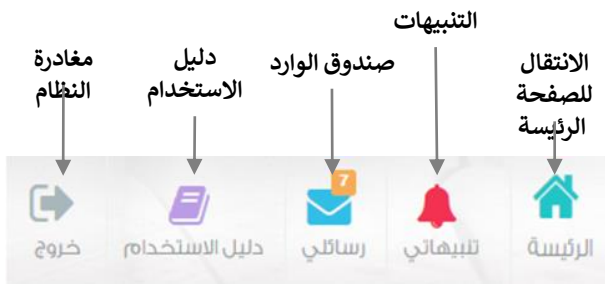 التنبيهات
الانتقال
للصفحة
الرئيسة
صندوق الوارد
دليل
الاستخدام
مغادرة
النظام
7
الرئيسة
تنبيهاتي
رسائلي
دليل الاستخدام
خروج